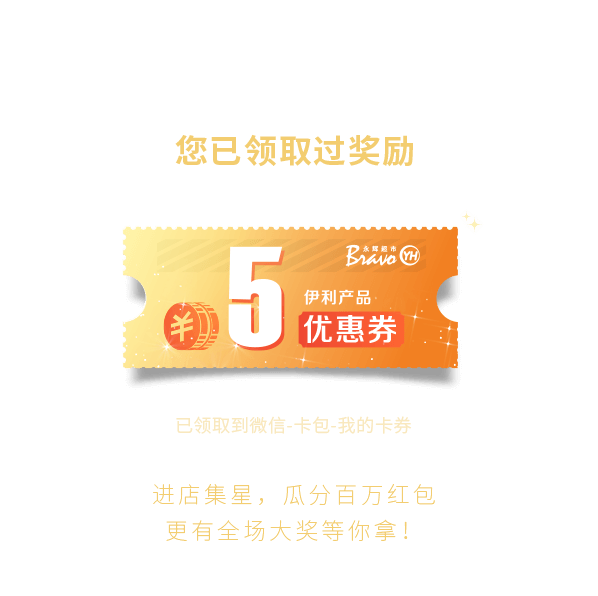 您已领取过奖励
永辉超市
Bravo YH
5
伊利产品
¥
优惠券
已领取到微信-卡包-我的卡券
进店集星，瓜分百万红包
更有全场大奖等你拿！